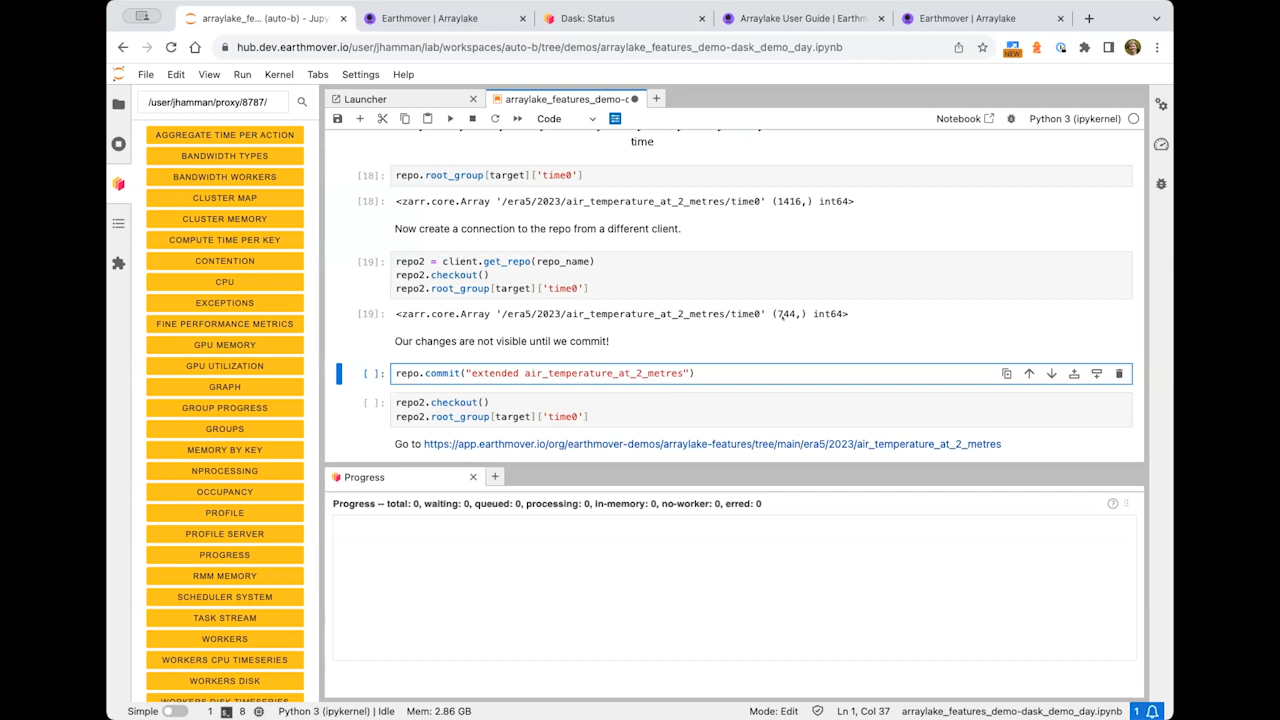 arraylake_fe... (auto-b) - Jupy
Earthmover | Arraylake
Dask: Status
Arraylake User Guide | Earthm
Earthmover | Arraylake
hub.dev.earthmover.io/user/jhamman/lab/workspaces/auto-b/tree/demos/arraylake_features_demo-dask_demo_day.ipynb
NEW
File Edit View Run Kernel Tabs Settings Help
/user/jhamman/proxy/8787/
AGGREGATE TIME PER ACTION
BANDWIDTH TYPES
BANDWIDTH WORKERS
CLUSTER MAP
CLUSTER MEMORY
COMPUTE TIME PER KEY
CONTENTION
CPU
EXCEPTIONS
FINE PERFORMANCE METRICS
GPU MEMORY
GPU UTILIZATION
GRAPH
GROUP PROGRESS
GROUPS
MEMORY BY KEY
NPROCESSING
OCCUPANCY
PROFILE
PROFILE SERVER
PROGRESS
RMM MEMORY
SCHEDULER SYSTEM
TASK STREAM
WORKERS
WORKERS CPU TIMESERIES
WORKERS DISK
WORKERS DISK TIMESERIES
Launcher
arraylake_features_demo-c
Code
Notebook
Python 3 (ipykernel)
time
[18]: repo.root_group[target]['time0']
[18]: <zarr.core.Array '/era5/2023/air_temperature_at_2_metres/time0' (1416,) int64>
Now create a connection to the repo from a different client.
[19]: repo2 = client.get_repo(repo_name)
repo2.checkout()
repo2.root_group[target]['time0']
[19]: <zarr.core.Array '/era5/2023/air_temperature_at_2_metres/time0' (744,) int64>
Our changes are not visible until we commit!
[ ]: repo.commit("extended air_temperature_at_2_metres")
[ ]: repo2.checkout()
repo2.root_group[target]['time0']
Go to https://app.earthmover.io/org/earthmover-demos/arraylake-features/tree/main/era5/2023/air_temperature_at_2_metres
Progress
Progress -- total: 0, waiting: 0, queued: 0, processing: 0, in-memory: 0, no-worker: 0, erred: 0
Simple 1 8 Python 3 (ipykernel) | Idle Mem: 2.86 GB Mode: Edit Ln 1, Col 37 arraylake_features_demo-dask_demo_day.ipynb 1